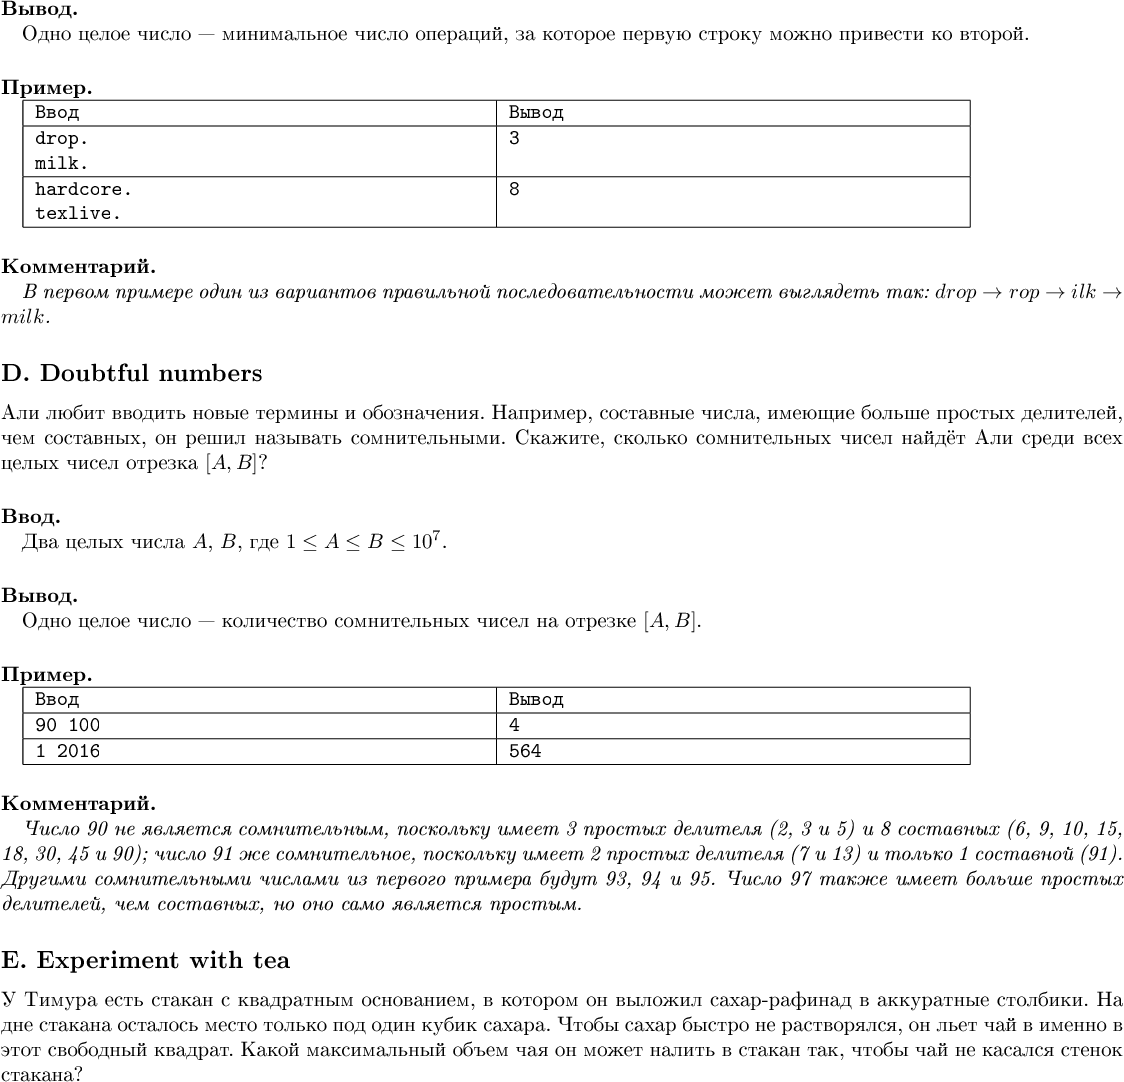 Вывод.
Одно целое число — минимальное число операций, за которое первую строку можно привести ко второй.
Пример.
Ввод Вывод
drop. 3
milk.
hardcore. 8
texlive.
Комментарий.
В первом примере один из вариантов правильной последовательности может выглядеть так: drop → rop → ilk →
milk.
D. Doubtful numbers
Али любит вводить новые термины и обозначения. Например, составные числа, имеющие больше простых делителей,
чем составных, он решил называть сомнительными. Скажите, сколько сомнительных чисел найдёт Али среди всех
целых чисел отрезка [A, B]?
Ввод.
Два целых числа A, B, где 1 ≤ A ≤ B ≤ 10⁷.
Вывод.
Одно целое число — количество сомнительных чисел на отрезке [A, B].
Пример.
Ввод Вывод
90 100 4
1 2016 564
Комментарий.
Число 90 не является сомнительным, поскольку имеет 3 простых делителя (2, 3 и 5) и 8 составных (6, 9, 10, 15,
18, 30, 45 и 90); число 91 же сомнительное, поскольку имеет 2 простых делителя (7 и 13) и только 1 составной (91).
Другими сомнительными числами из первого примера будут 93, 94 и 95. Число 97 также имеет больше простых
делителей, чем составных, но оно само является простым.
E. Experiment with tea
У Тимура есть стакан с квадратным основанием, в котором он выложил сахар-рафинад в аккуратные столбики. На
дне стакана осталось место только под один кубик сахара. Чтобы сахар быстро не растворялся, он льет чай в именно в
этот свободный квадрат. Какой максимальный объем чая он может налить в стакан так, чтобы чай не касался стенок
стакана?